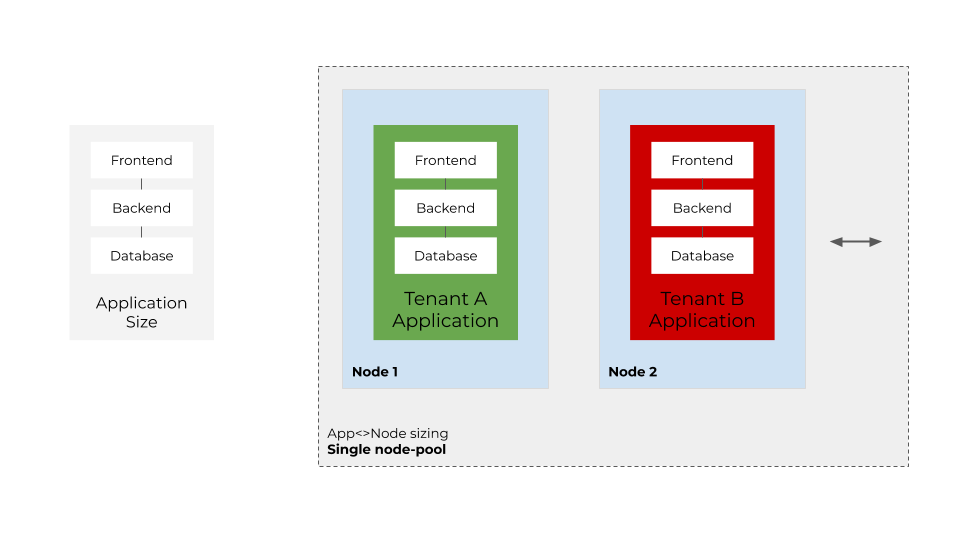 Frontend
Backend
Database
Application
Size
Frontend
Backend
Database
Tenant A
Application
Node 1
Frontend
Backend
Database
Tenant B
Application
Node 2
App<>Node sizing
Single node-pool